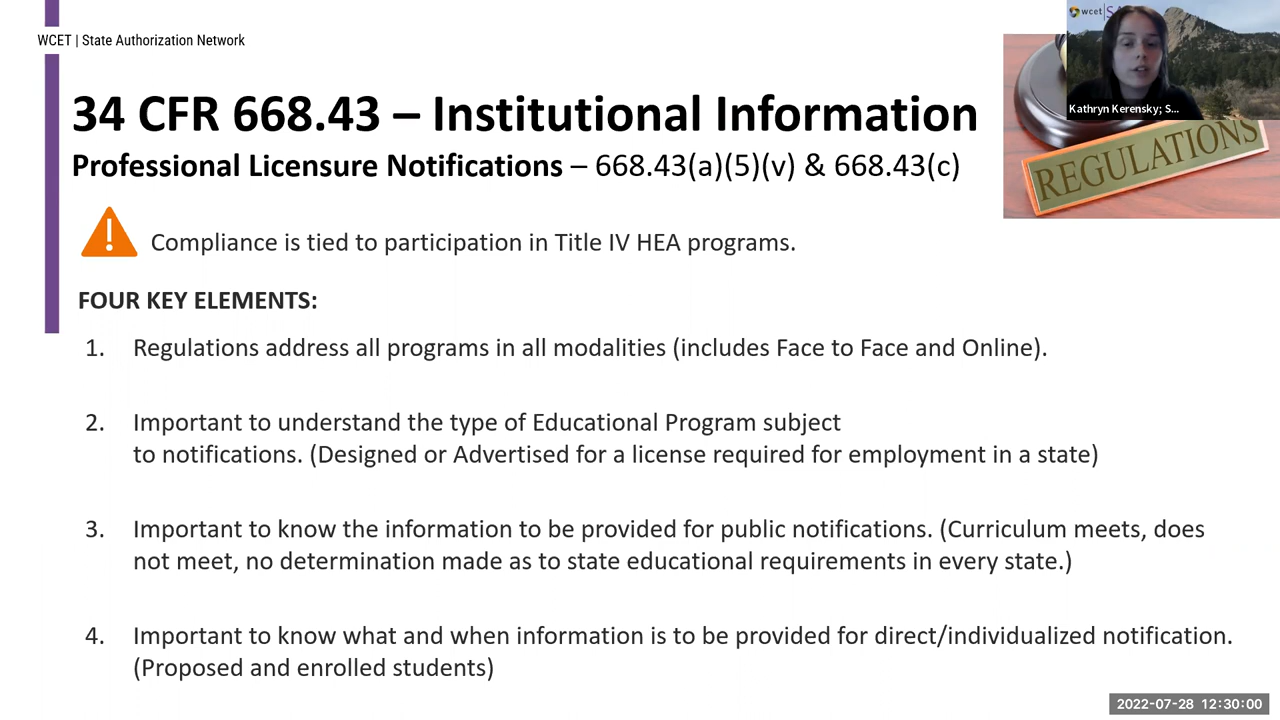 WCET | State Authorization Network
wcet
Kathryn Kerensky; S...
34 CFR 668.43 – Institutional Information
Professional Licensure Notifications – 668.43(a)(5)(v) & 668.43(c)
REGULATIONS
Compliance is tied to participation in Title IV HEA programs.
FOUR KEY ELEMENTS:
1. Regulations address all programs in all modalities (includes Face to Face and Online).
2. Important to understand the type of Educational Program subject
to notifications. (Designed or Advertised for a license required for employment in a state)
3. Important to know the information to be provided for public notifications. (Curriculum meets, does
not meet, no determination made as to state educational requirements in every state.)
4. Important to know what and when information is to be provided for direct/individualized notification.
(Proposed and enrolled students)
2022-07-28 12:30:00